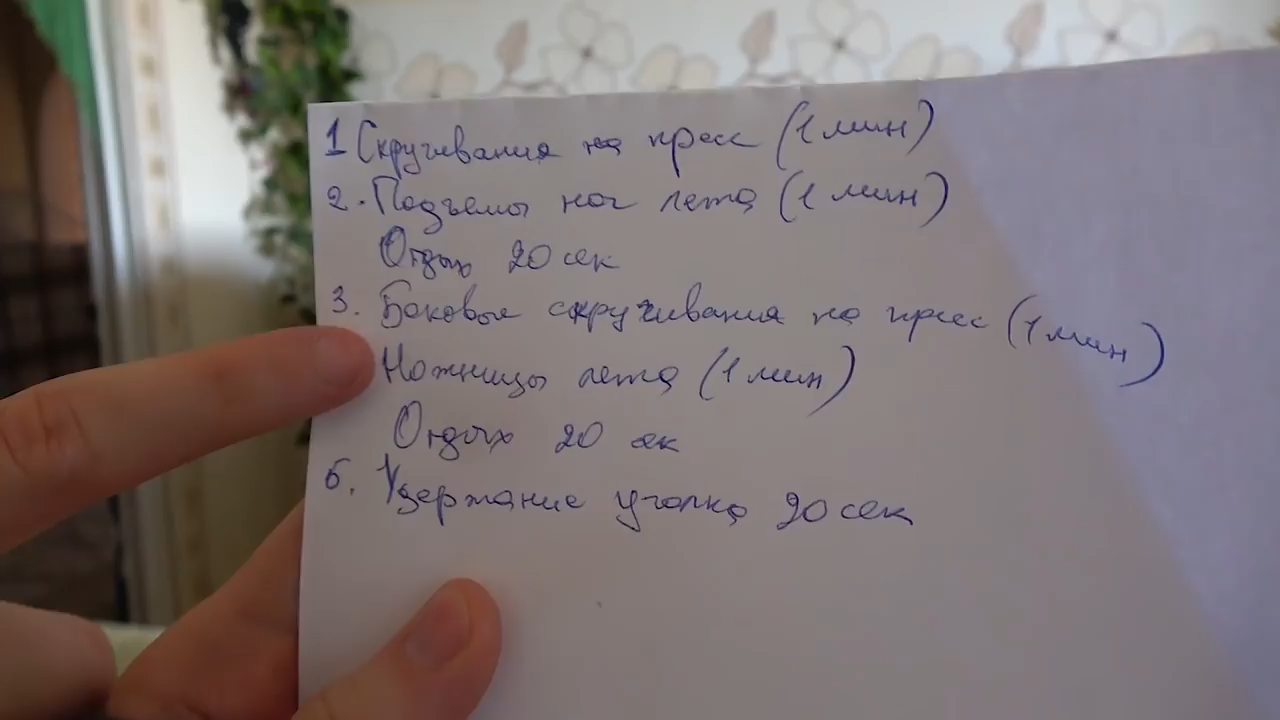 1 Скручивания на пресс (1 мин)
2. Подъемы ног лежа (1 мин)
Отдых 20 сек
3. Боковые скручивания на пресс (1 мин)
Ножницы лежа (1 мин)
Отдых 20 сек
5. Удержание уголка 20 сек